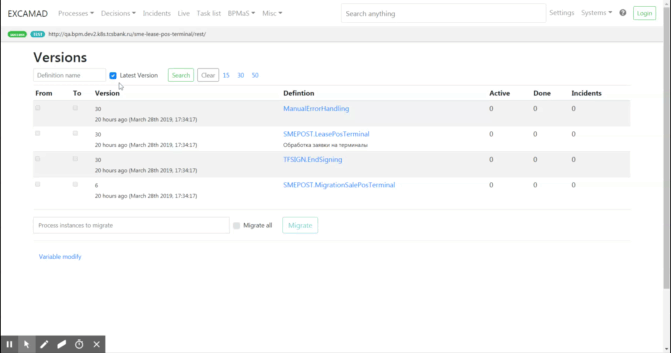 EXCAMAD Processes Decisions Incidents Live Task list BPMaS Misc Search anything Settings Systems Login
http://qa.bpm.dev2.k8s.tcsbank.ru/sme-lease-pos-terminal/rest/
Versions
Definition name Latest Version Search Clear 15 30 50
From To Version Defintion Active Done Incidents
30 ManualErrorHandling 0 0 0
20 hours ago (March 28th 2019, 17:34:17)
30 SMEPOST.LeasePosTerminal 0 0 0
20 hours ago (March 28th 2019, 17:34:17) Обработка заявки на терминалы
30 TFSIGN.EndSigning 0 0 0
20 hours ago (March 28th 2019, 17:34:17)
6 SMEPOST.MigrationSalePosTerminal 0 0 0
20 hours ago (March 28th 2019, 17:34:17)
Process instances to migrate Migrate all Migrate
Variable modify